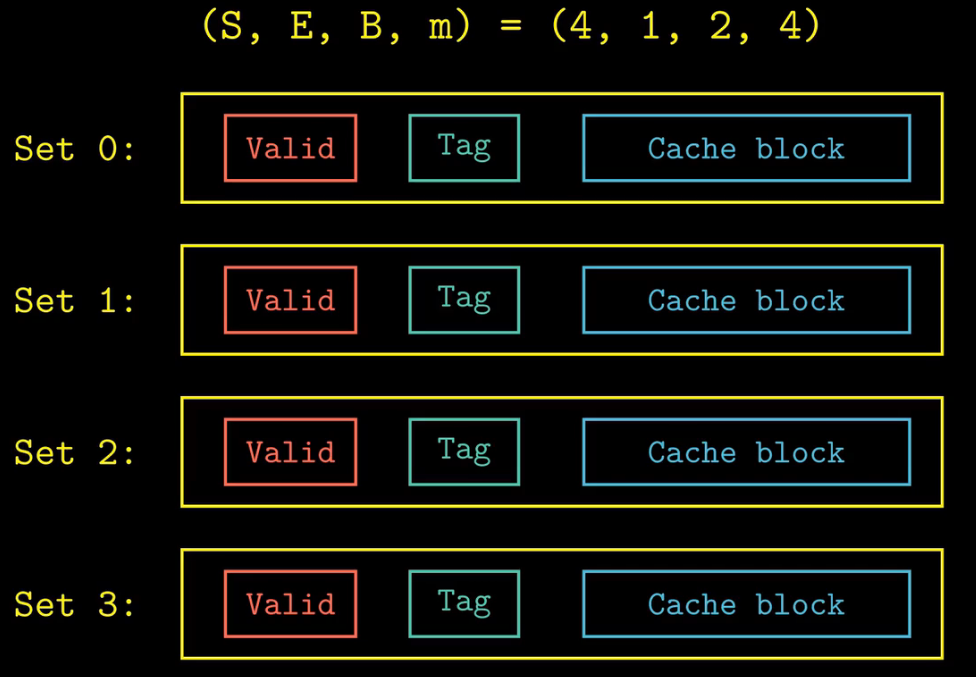 (S, E, B, m) = (4, 1, 2, 4)
Set 0: Valid Tag Cache block
Set 1: Valid Tag Cache block
Set 2: Valid Tag Cache block
Set 3: Valid Tag Cache block